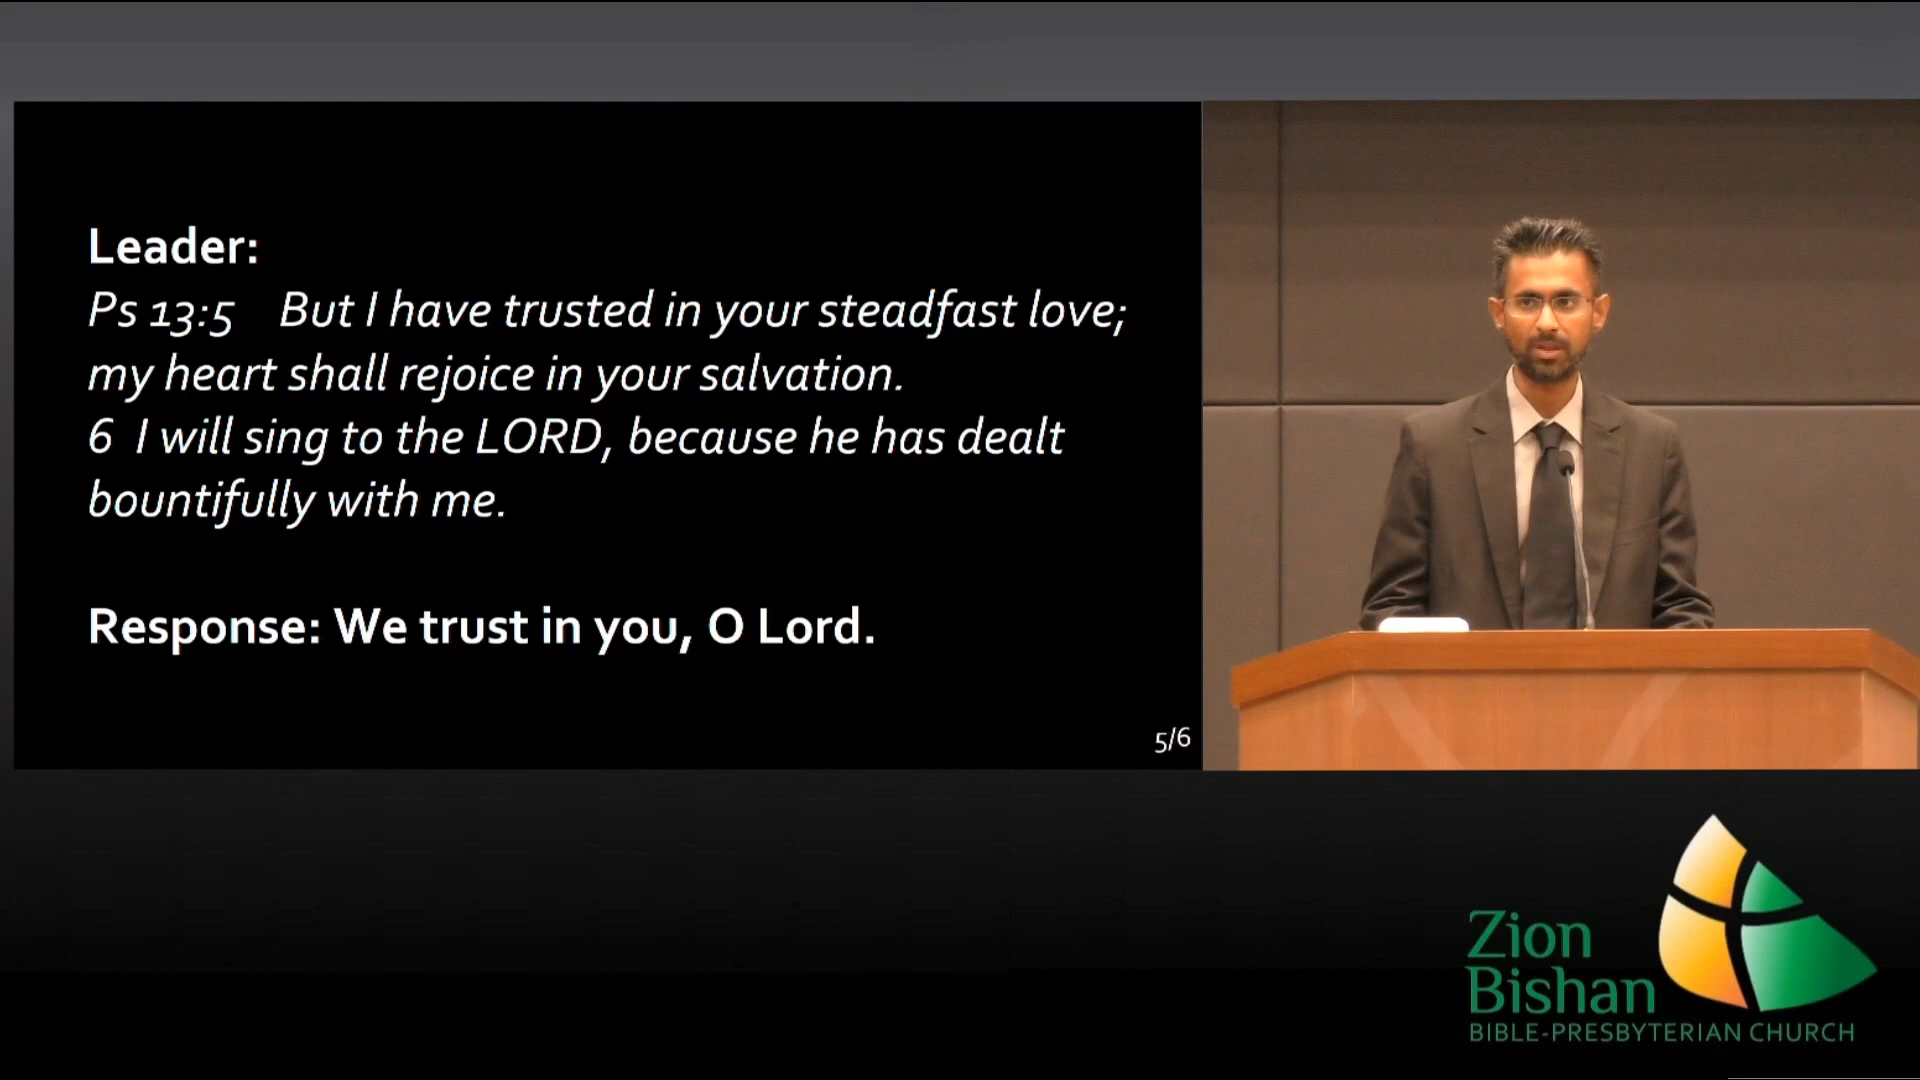 Leader:
Ps 13:5 But I have trusted in your steadfast love;
my heart shall rejoice in your salvation.
6 I will sing to the LORD, because he has dealt
bountifully with me.
Response: We trust in you, O Lord.
5/6
Zion
Bishan
BIBLE-PRESBYTERIAN CHURCH